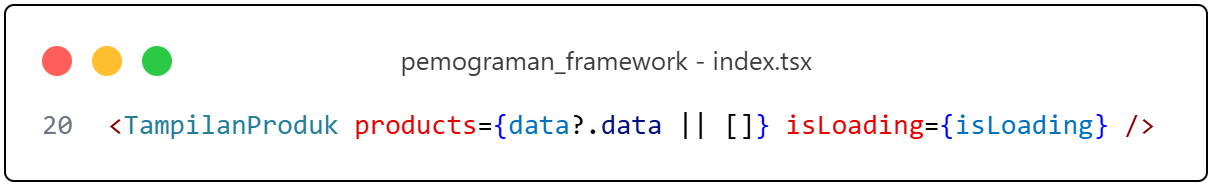 pemograman_framework - index.tsx
20 <TampilanProduk products={data?.data || []} isLoading={isLoading} />